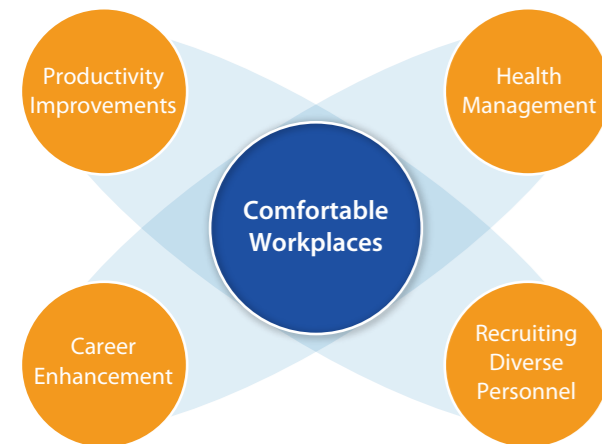 Productivity
Improvements
Health
Management
Comfortable
Workplaces
Career
Enhancement
Recruiting
Diverse
Personnel